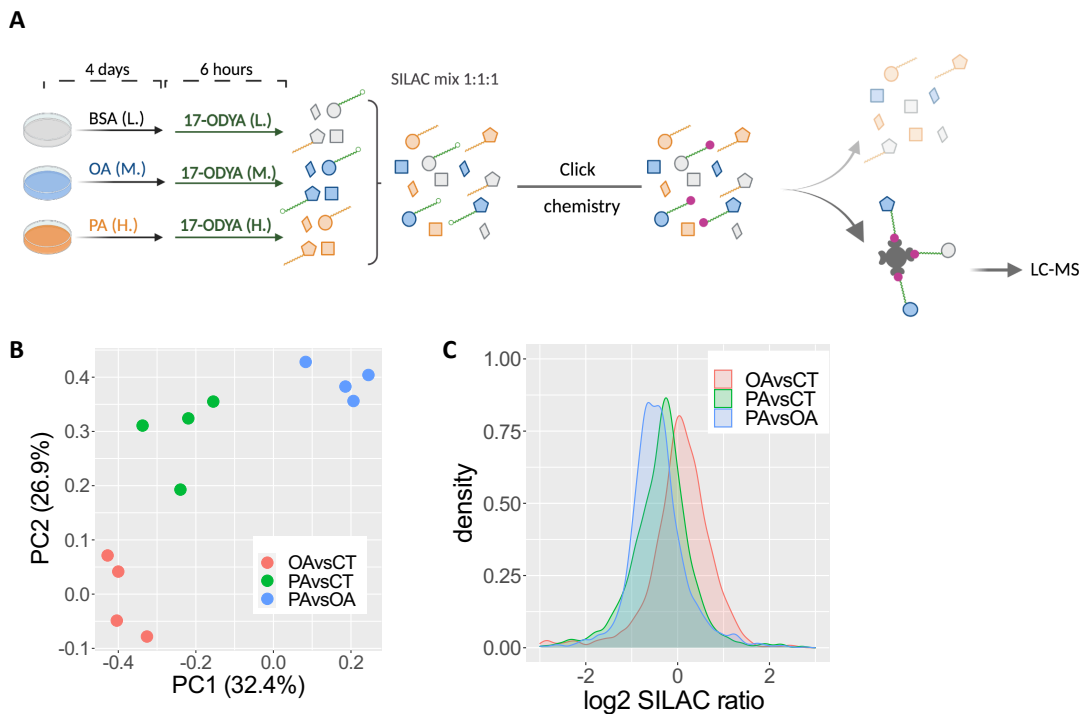 A
4 days
6 hours
SILAC mix 1:1:1
BSA (L.)
17-ODYA (L.)
OA (M.)
17-ODYA (M.)
PA (H.)
17-ODYA (H.)
Click
chemistry
LC-MS
B
0.4
0.3
0.2
0.1
0.0
-0.1
-0.4
-0.2
0.0
0.2
PC2 (26.9%)
PC1 (32.4%)
OAvsCT
PAvsCT
PAvsOA
C
1.00
0.75
0.50
0.25
0.00
-2
0
2
density
log2 SILAC ratio
OAvsCT
PAvsCT
PAvsOA